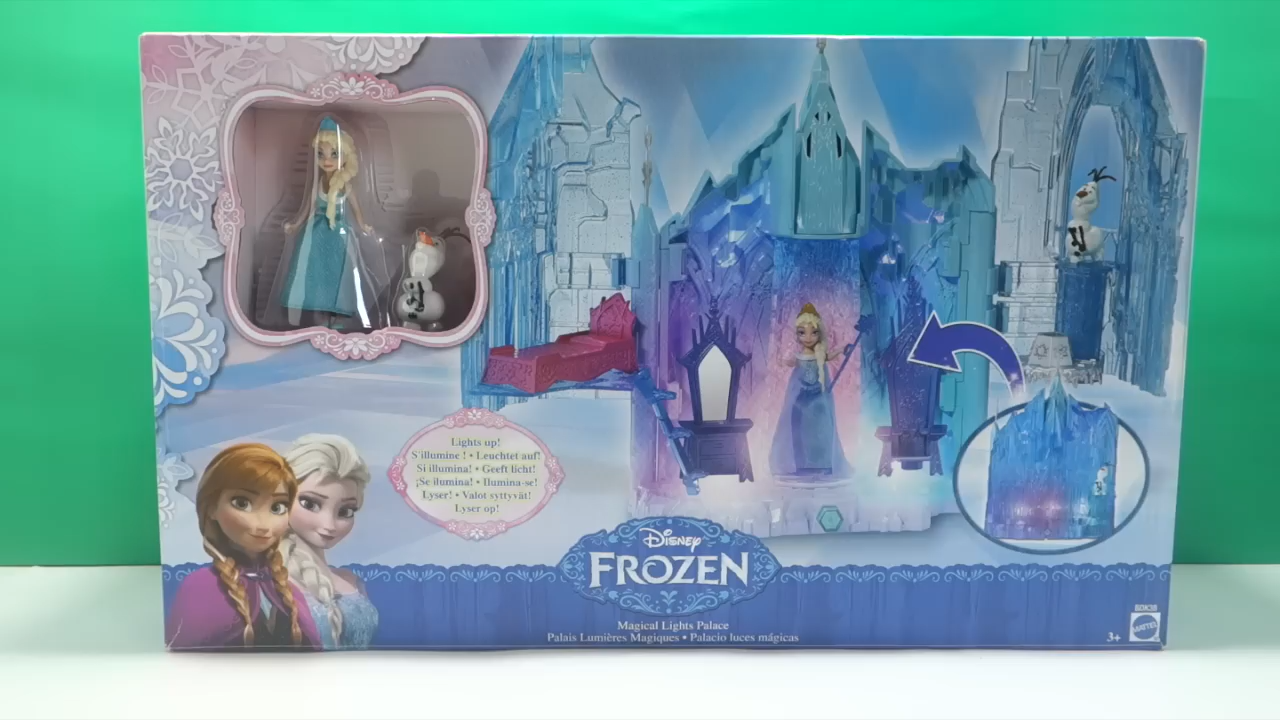 Lights up!
S'illumine ! • Leuchtet auf!
Si illumina! • Geeft licht!
¡Se ilumina! • Ilumina-se!
Lyser! • Valot syttyvät!
Lyser op!
Disney
FROZEN
Magical Lights Palace
Palais Lumières Magiques • Palacio luces mágicas
3+
BDK38
MATTEL